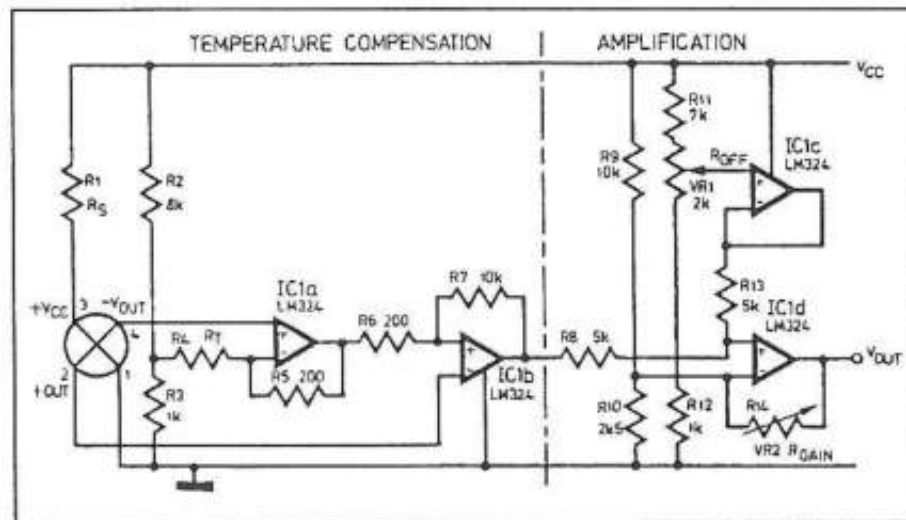 TEMPERATURE COMPENSATION
AMPLIFICATION
VCC
R1
RS
R2
8k
R9
10k
R11
7k
ROFF
VR1
2k
IC1c
LM324
+VCC
3
-VOUT
4
2
+OUT
1
R4
RT
IC1a
LM324
R5 200
R3
1k
R6 200
R7 10k
IC1b
LM324
R8 5k
R13
5k
IC1d
LM324
VOUT
R10
2k5
R12
1k
R14
VR2 RGAIN